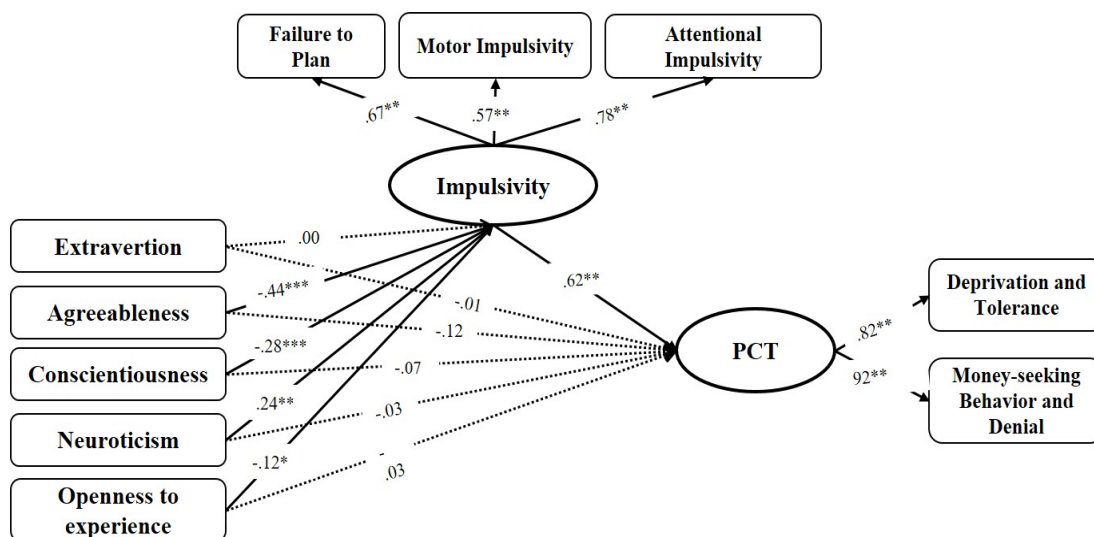 Failure to
Plan
Motor Impulsivity
Attentional
Impulsivity
.67**
.57**
.78**
Impulsivity
Extravertion
.00
-.44***
-.01
.62**
Agreeableness
-.12
Deprivation and
Tolerance
.82**
Conscientiousness
-.28***
-.07
PCT
92**
Money-seeking
Behavior and
Denial
Neuroticism
.24**
-.03
-.12*
-
.03
Openness to
experience